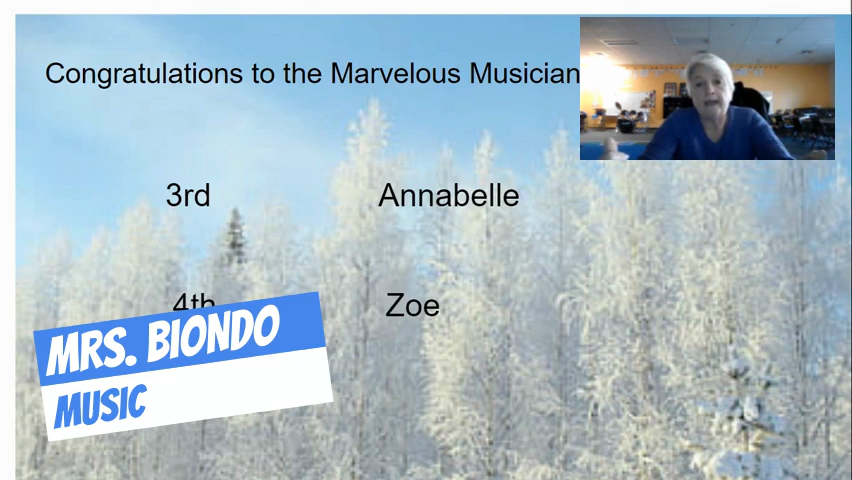 Congratulations to the Marvelous Musician
3rd Annabelle
4th Zoe
MRS. BIONDO
MUSIC